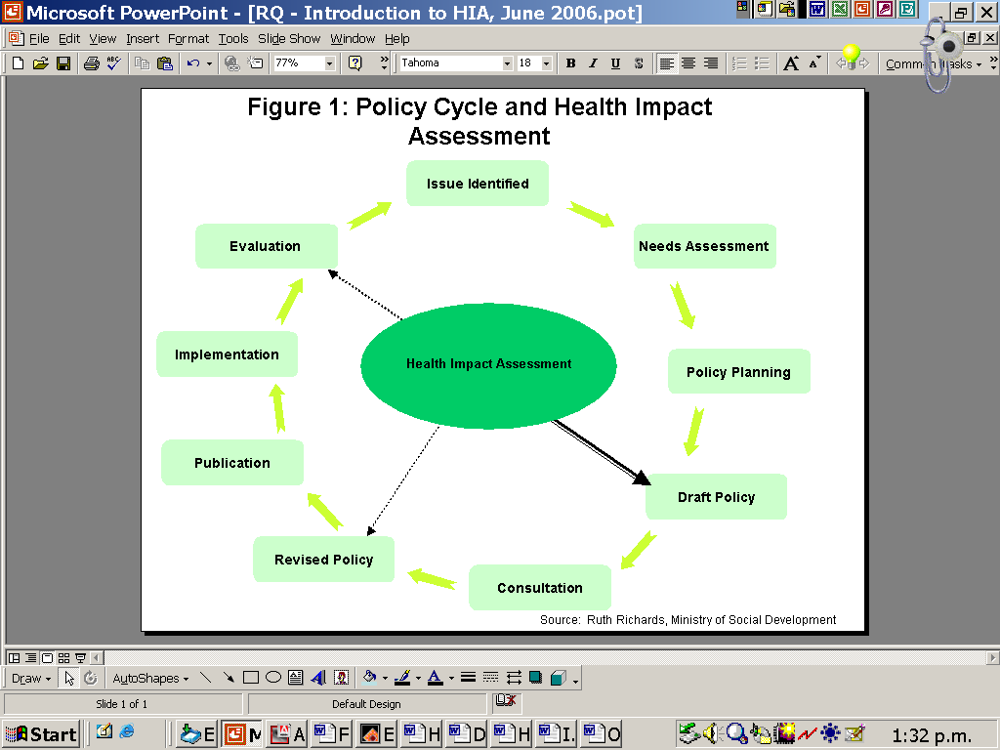 Microsoft PowerPoint - [RQ - Introduction to HIA, June 2006.pot]
File Edit View Insert Format Tools Slide Show Window Help
77% Tahoma 18 B I U S A A
Figure 1: Policy Cycle and Health Impact
Assessment
Issue Identified
Evaluation
Needs Assessment
Implementation
Health Impact Assessment
Policy Planning
Publication
Draft Policy
Revised Policy
Consultation
Source: Ruth Richards, Ministry of Social Development
Draw AutoShapes
Slide 1 of 1 Default Design
Start E M A F E H D H I. O 1:32 p.m.